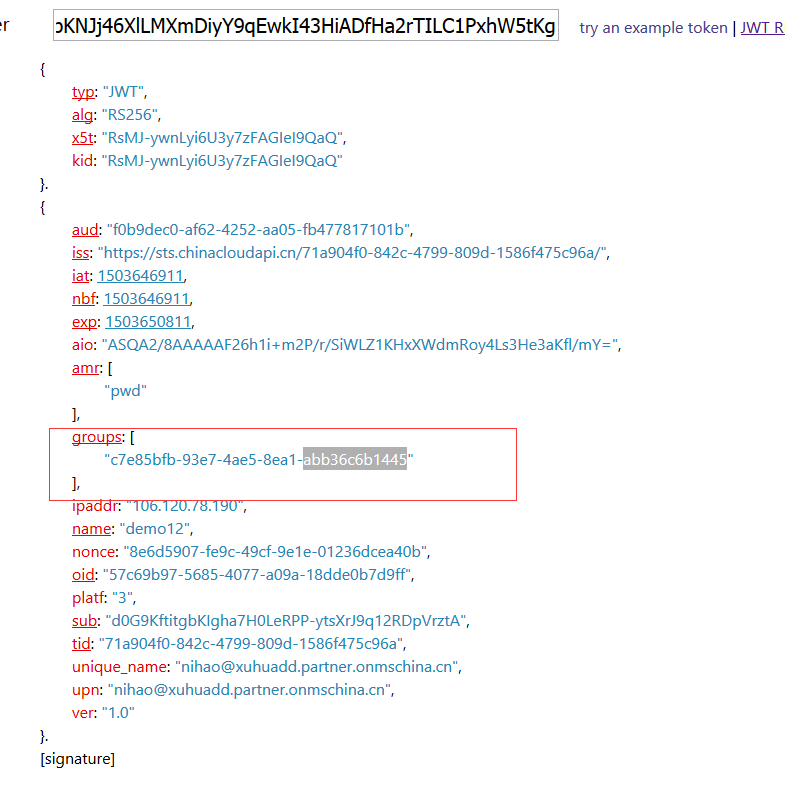 er ɔKNJj46XlLMXmDiyY9qEwkI43HiADfHa2rTILC1PxhW5tKg try an example token | JWT R
{
typ: "JWT",
alg: "RS256",
x5t: "RsMJ-ywnLyi6U3y7zFAGIeI9QaQ",
kid: "RsMJ-ywnLyi6U3y7zFAGIeI9QaQ"
}.
{
aud: "f0b9dec0-af62-4252-aa05-fb477817101b",
iss: "https://sts.chinacloudapi.cn/71a904f0-842c-4799-809d-1586f475c96a/",
iat: 1503646911,
nbf: 1503646911,
exp: 1503650811,
aio: "ASQA2/8AAAAAF26h1i+m2P/r/SiWLZ1KHxXWdmRoy4Ls3He3aKfl/mY=",
amr: [
"pwd"
],
groups: [
"c7e85bfb-93e7-4ae5-8ea1-abb36c6b1445"
],
ipaddr: "106.120.78.190",
name: "demo12",
nonce: "8e6d5907-fe9c-49cf-9e1e-01236dcea40b",
oid: "57c69b97-5685-4077-a09a-18dde0b7d9ff",
platf: "3",
sub: "d0G9KftitgbKIgha7H0LeRPP-ytsXrJ9q12RDpVrztA",
tid: "71a904f0-842c-4799-809d-1586f475c96a",
unique_name: "nihao@xuhuadd.partner.onmschina.cn",
upn: "nihao@xuhuadd.partner.onmschina.cn",
ver: "1.0"
}.
[signature]